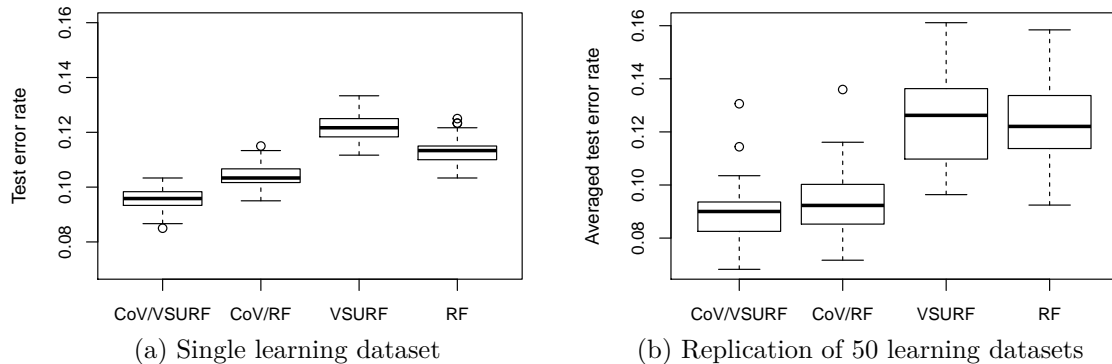 Test error rate
0.16
0.14
0.12
0.10
0.08
CoV/VSURF CoV/RF VSURF RF
(a) Single learning dataset
Averaged test error rate
0.16
0.14
0.12
0.10
0.08
CoV/VSURF CoV/RF VSURF RF
(b) Replication of 50 learning datasets